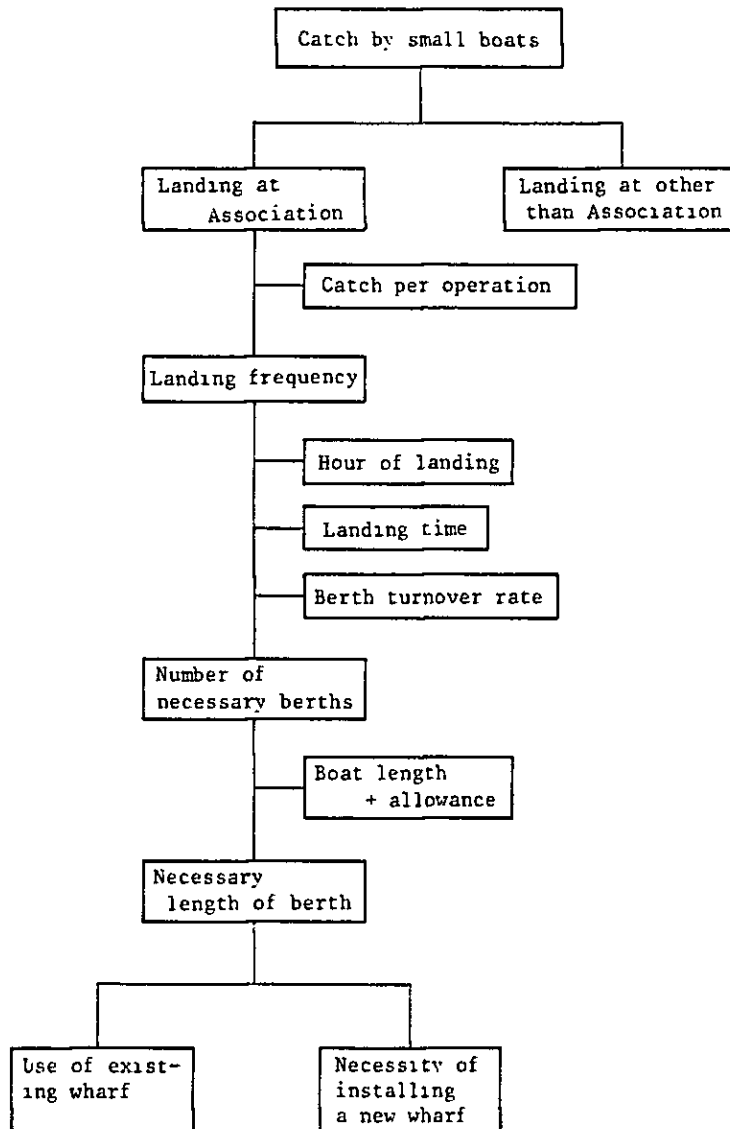 Catch by small boats
Landing at
Association
Landing at other
than Association
Catch per operation
Landing frequency
Hour of landing
Landing time
Berth turnover rate
Number of
necessary berths
Boat length
+ allowance
Necessary
length of berth
Use of exist-
ing wharf
Necessity of
installing
a new wharf